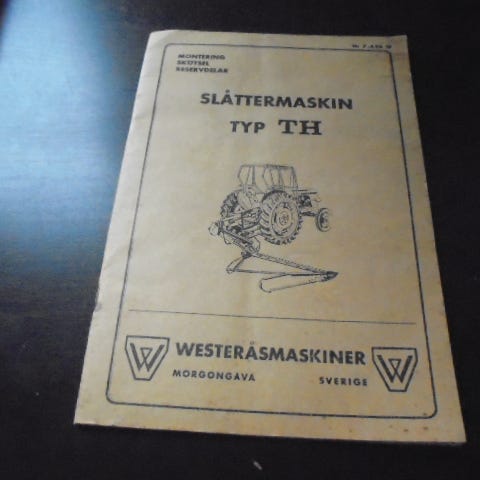 MONTERING
SKÖTSEL
RESERVDELAR
SLÅTTERMASKIN
TYP TH
W WESTERÅSMASKINER W
MORGONGÅVA SVERIGE